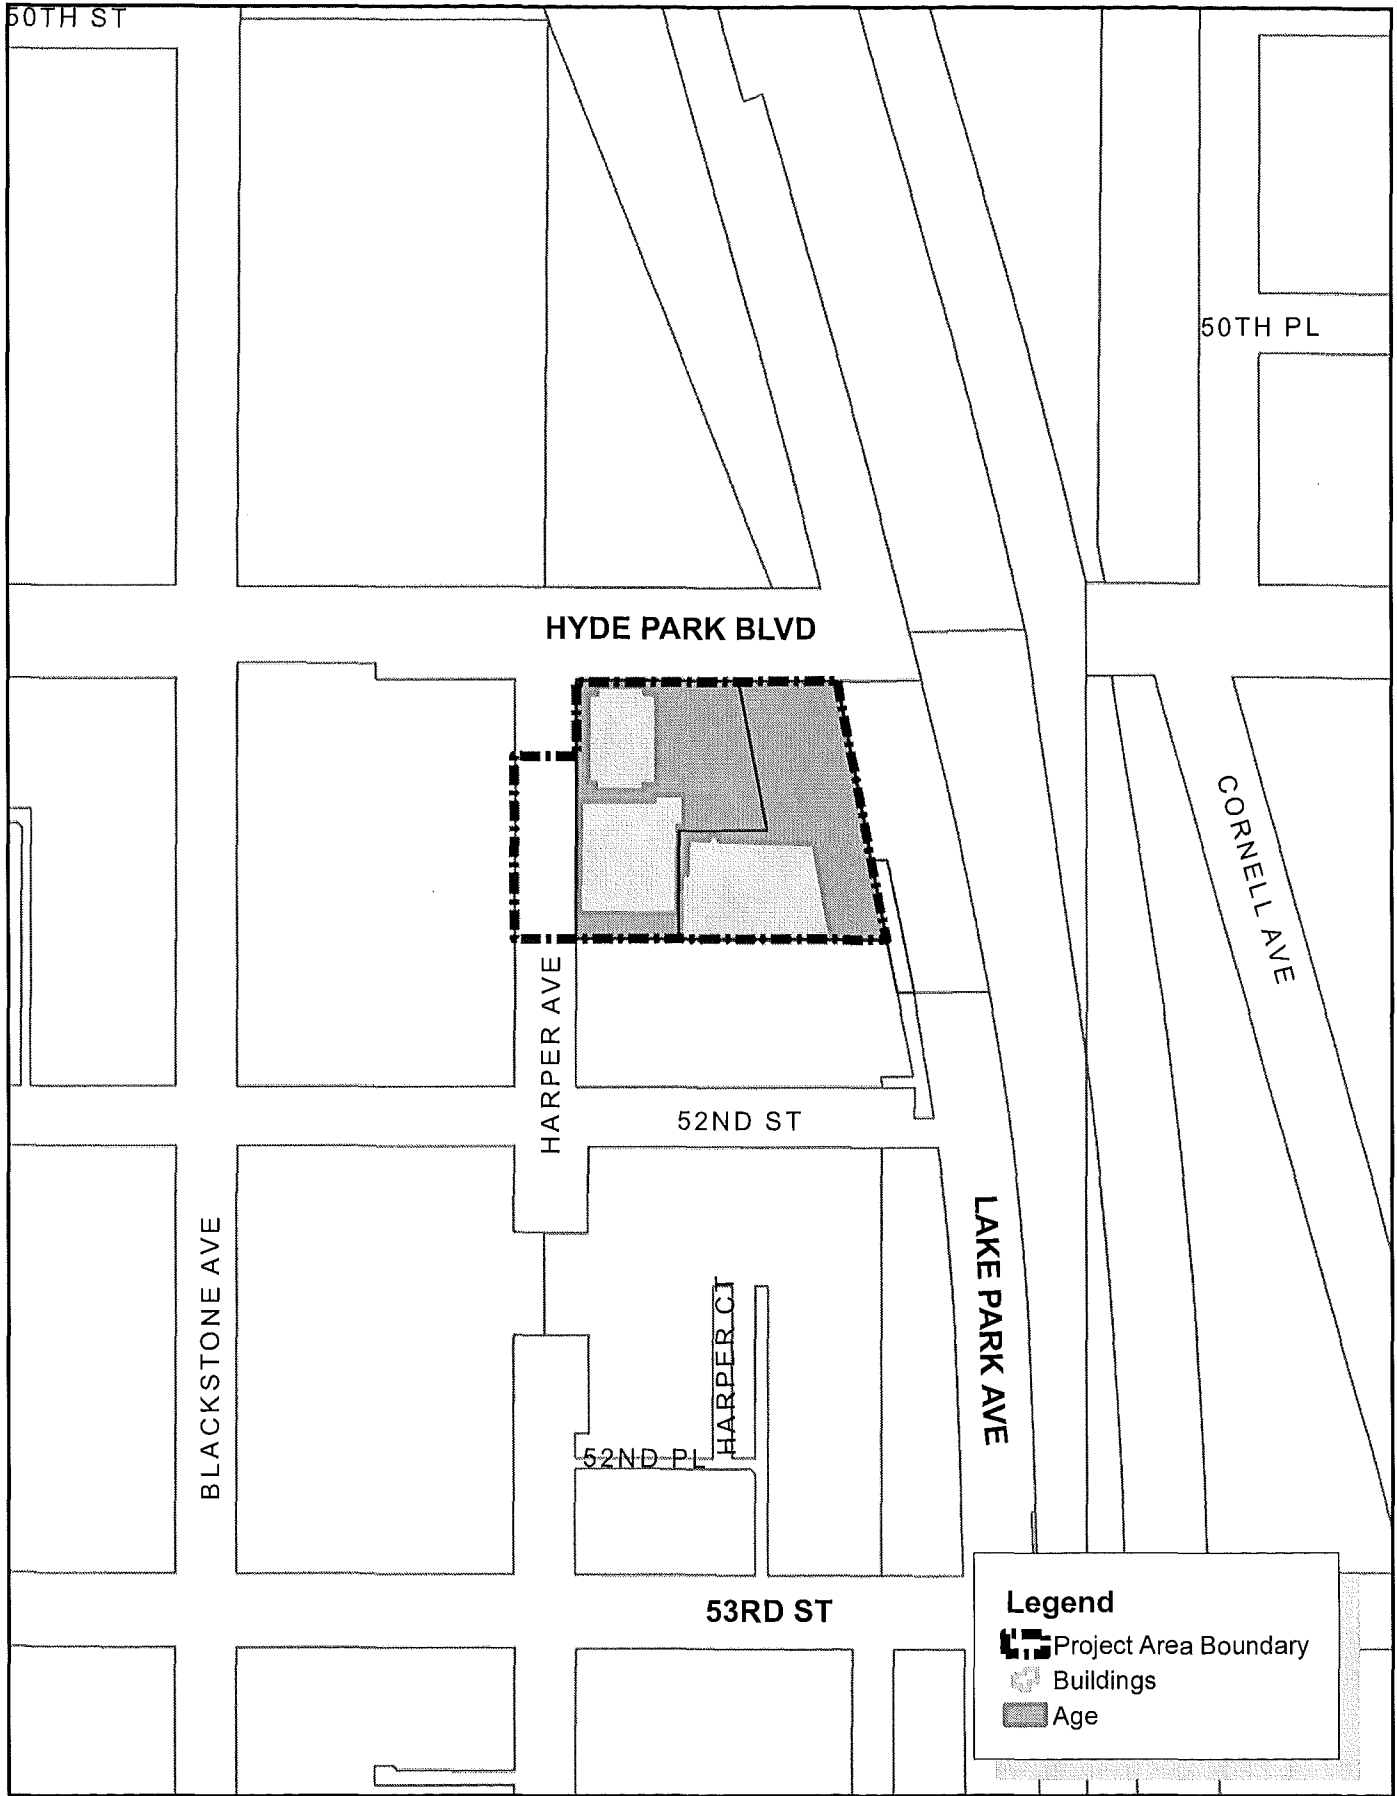 50TH ST
50TH PL
HYDE PARK BLVD
CORNELL AVE
HARPER AVE
52ND ST
LAKE PARK AVE
BLACKSTONE AVE
HARPER CT
52ND PL
53RD ST
Legend
Project Area Boundary
Buildings
Age